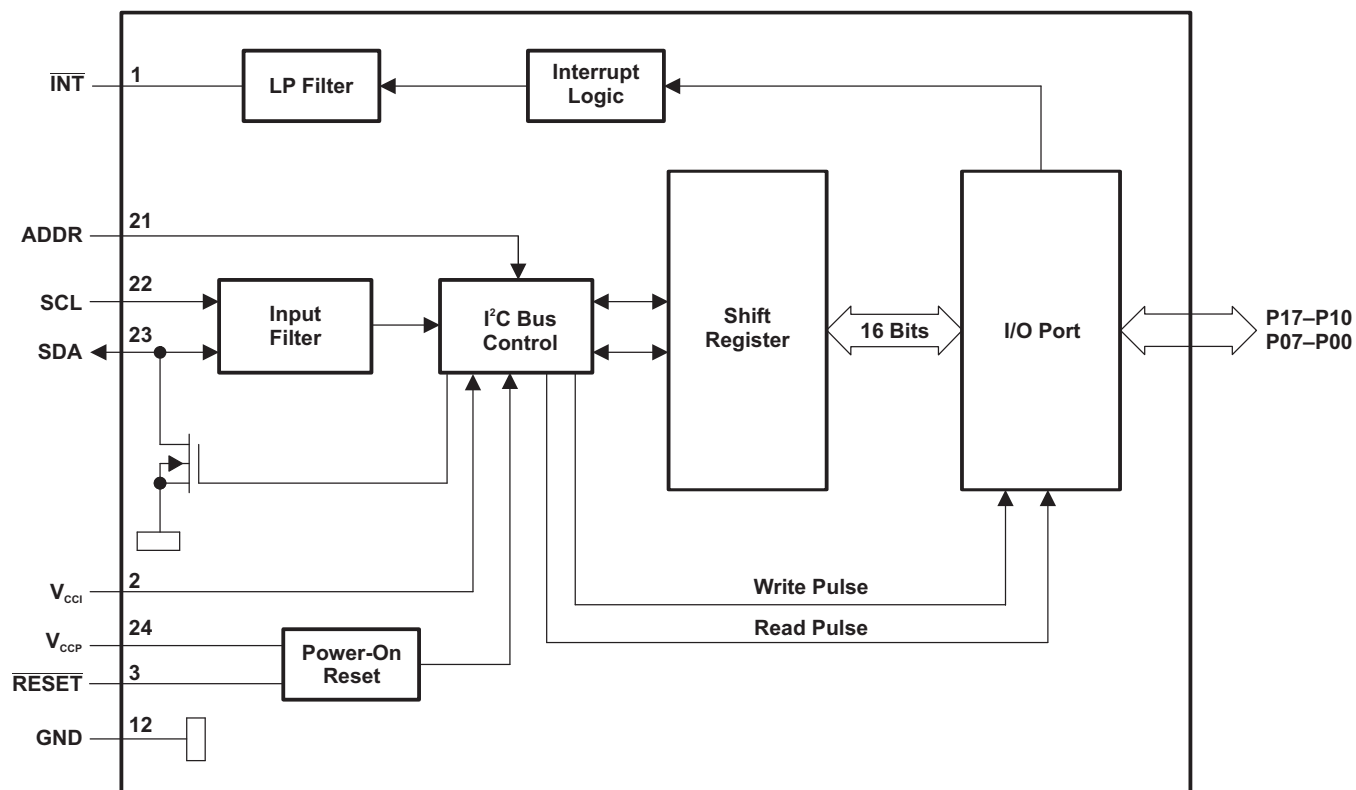 INT
1
LP Filter
Interrupt
Logic
ADDR
21
SCL
22
SDA
23
Input
Filter
I²C Bus
Control
Shift
Register
16 Bits
I/O Port
P17–P10
P07–P00
VCCI
2
Write Pulse
VCCP
24
Read Pulse
RESET
3
Power-On
Reset
GND
12